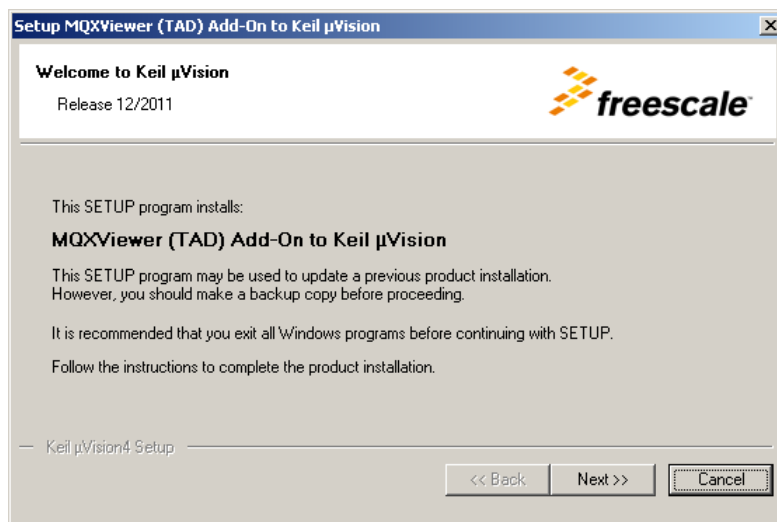 Setup MQXViewer (TAD) Add-On to Keil µVision
Welcome to Keil µVision
Release 12/2011
freescale
This SETUP program installs:
MQXViewer (TAD) Add-On to Keil µVision
This SETUP program may be used to update a previous product installation.
However, you should make a backup copy before proceeding.
It is recommended that you exit all Windows programs before continuing with SETUP.
Follow the instructions to complete the product installation.
Keil µVision4 Setup
<< Back
Next >>
Cancel